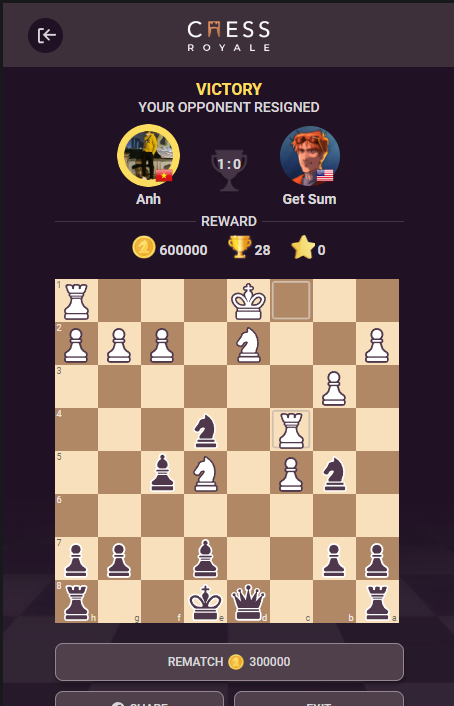 CHESS
ROYALE
VICTORY
YOUR OPPONENT RESIGNED
1:0
Anh
Get Sum
REWARD
600000
28
0
1
2
3
4
5
6
7
8
h g f e d c b a
REMATCH 300000
SHARE
EXIT